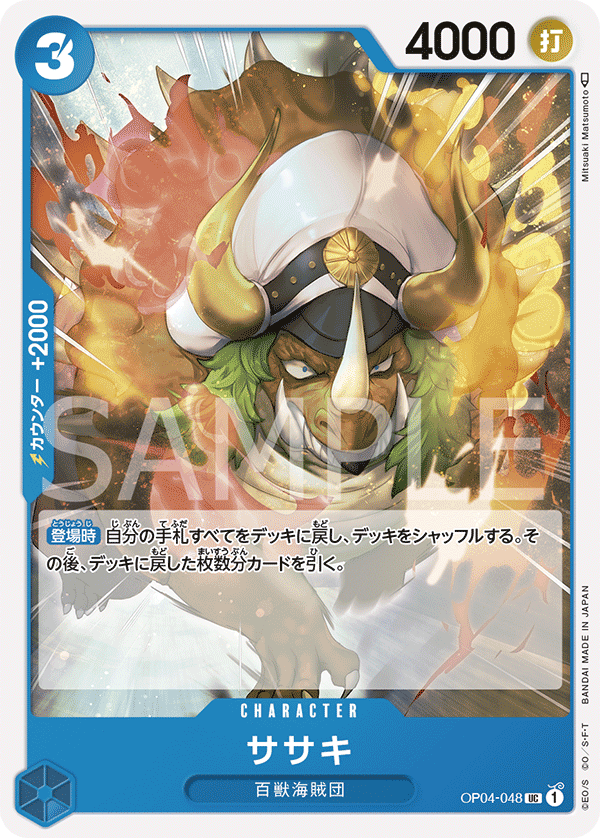 3
4000 打
Mitsuaki Matsumoto
カウンター +2000
SAMPLE
登場時 自分の手札すべてをデッキに戻し、デッキをシャッフルする。そ
の後、デッキに戻した枚数分カードを引く。
CHARACTER
ササキ
百獣海賊団
OP04-048 UC 1
©E.O/S ©O/S・F・T BANDAI MADE IN JAPAN